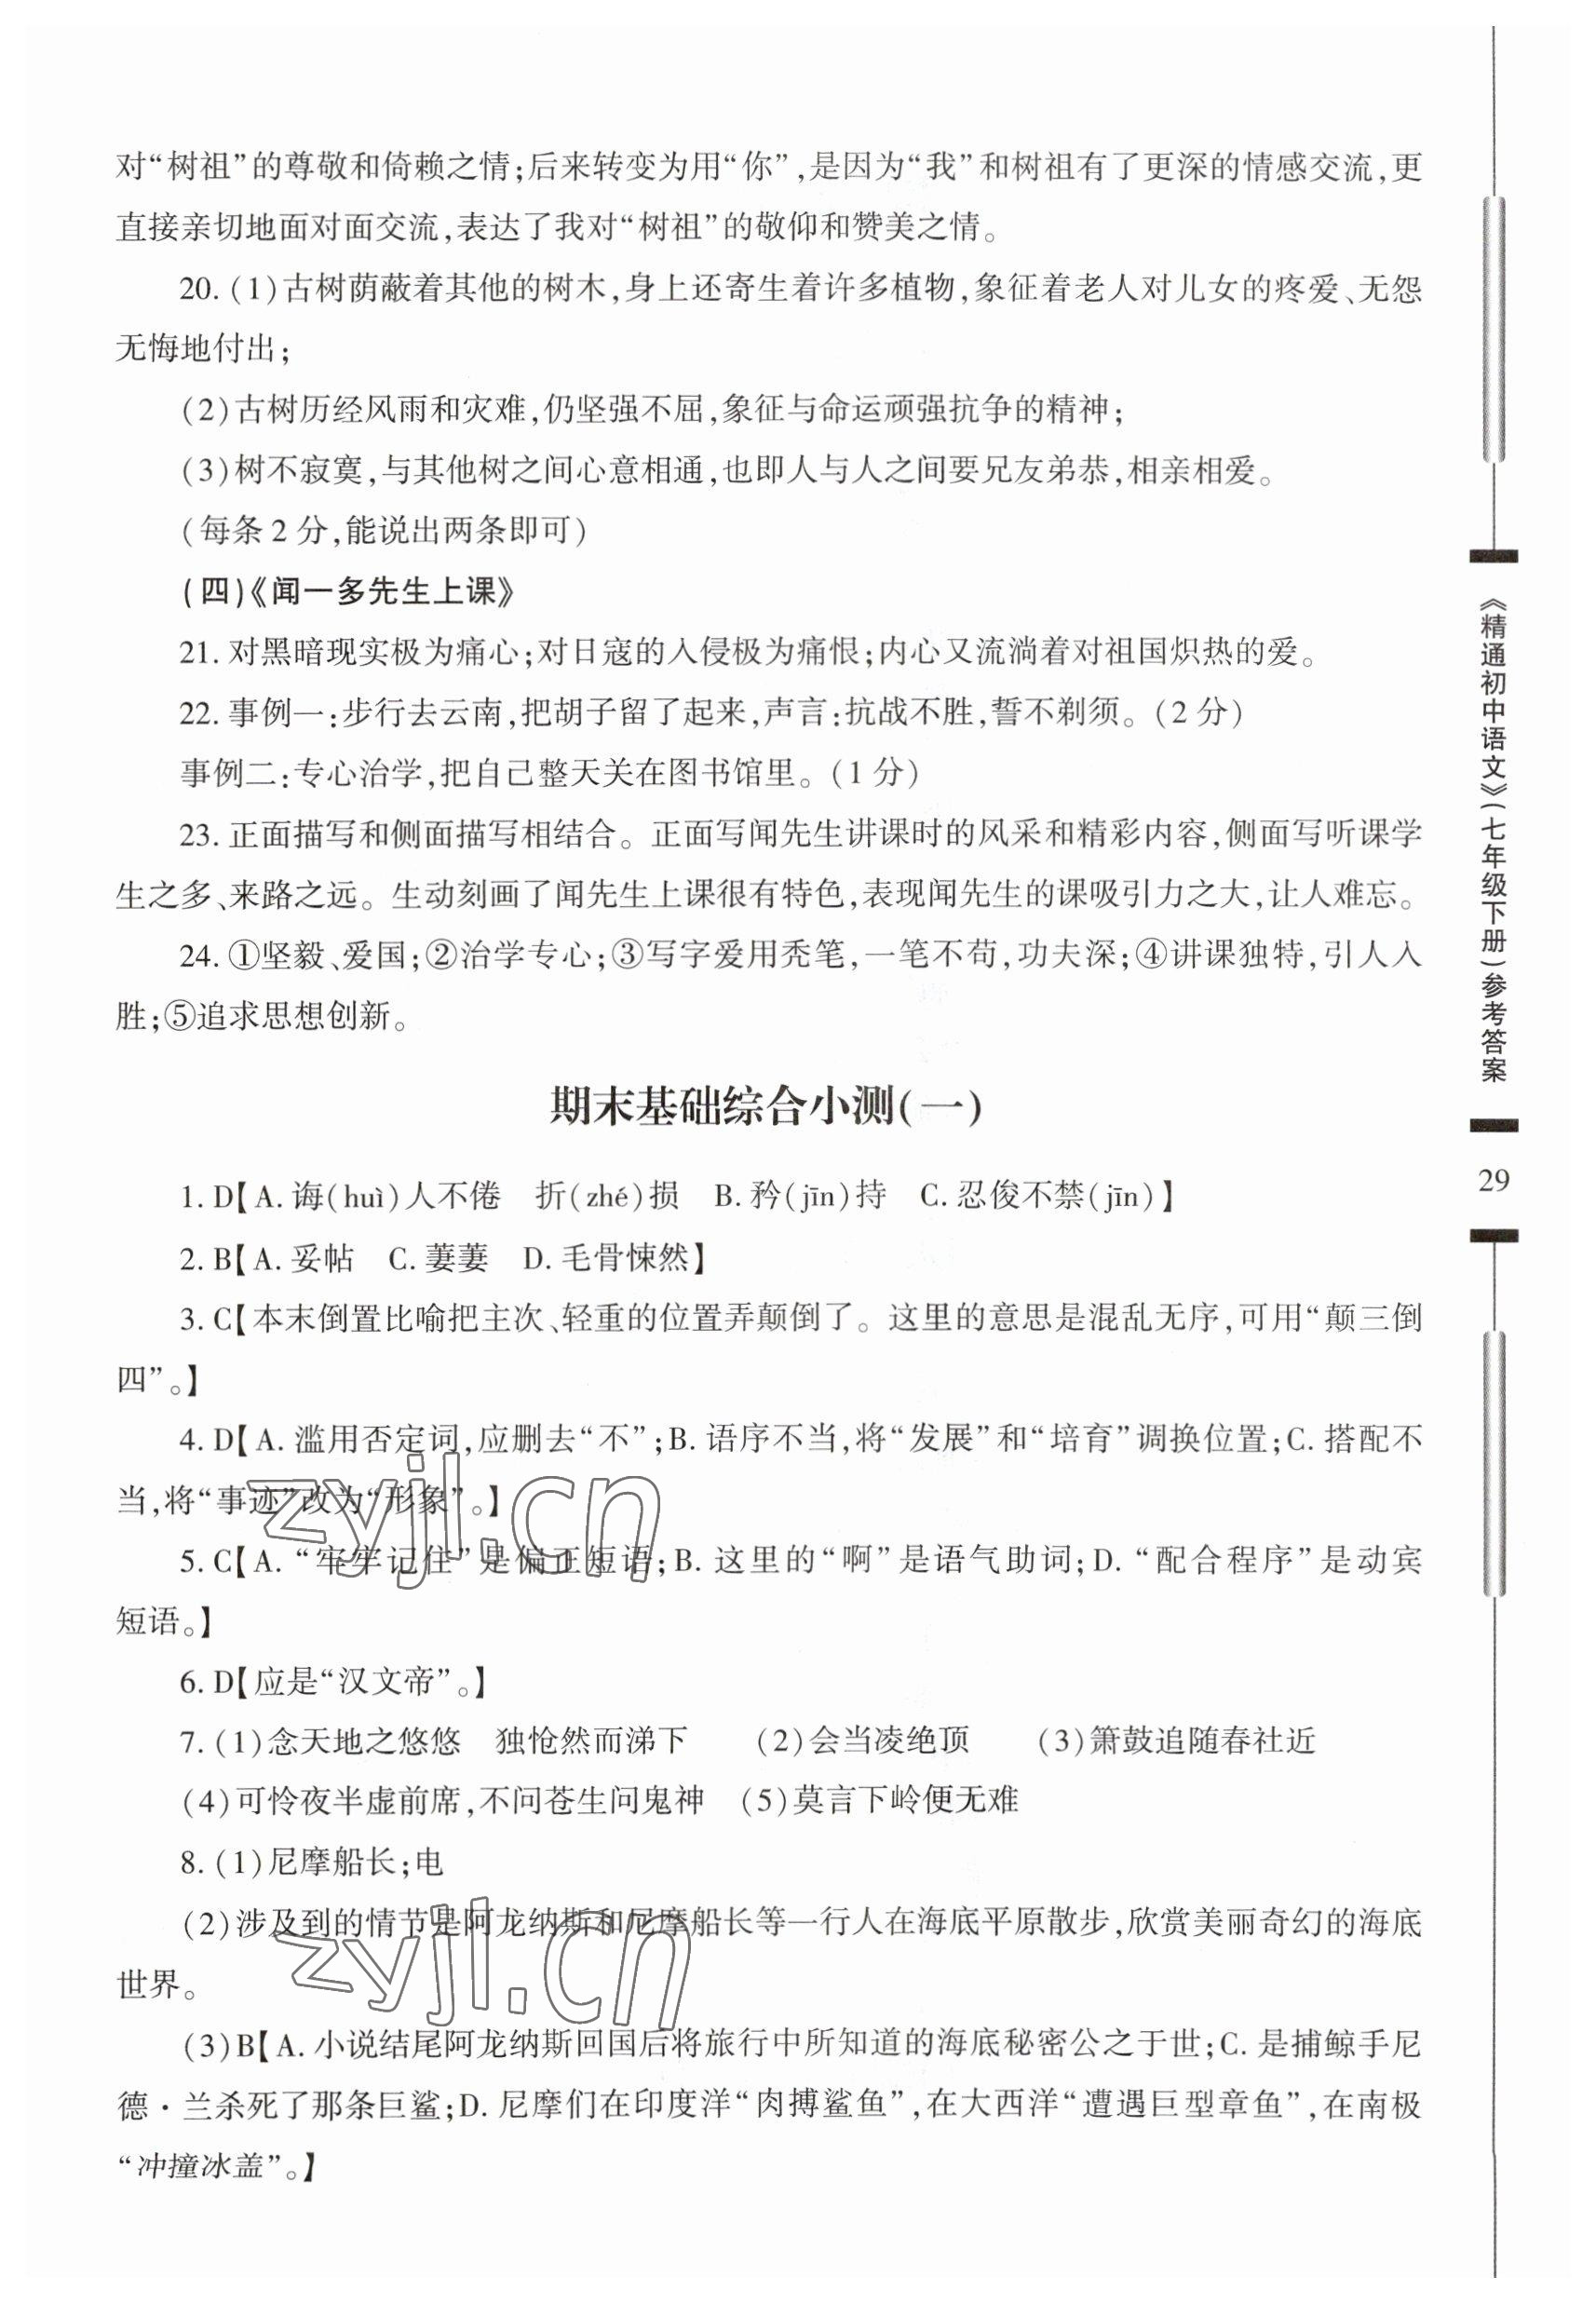 对“树祖”的尊敬和倚赖之情;后来转变为用“你”,是因为“我”和树祖有了更深的情感交流,更
直接亲切地面对面交流,表达了我对“树祖”的敬仰和赞美之情。
20.(1)古树荫蔽着其他的树木,身上还寄生着许多植物,象征着老人对儿女的疼爱、无怨
无悔地付出;
(2)古树历经风雨和灾难,仍坚强不屈,象征与命运顽强抗争的精神;
(3)树不寂寞,与其他树之间心意相通,也即人与人之间要兄友弟恭,相亲相爱。
(每条2分,能说出两条即可)
(四)《闻一多先生上课》
21.对黑暗现实极为痛心;对日寇的入侵极为痛恨;内心又流淌着对祖国炽热的爱。
22.事例一:步行去云南,把胡子留了起来,声言:抗战不胜,誓不剃须。(2分)
事例二:专心治学,把自己整天关在图书馆里。(1分)
23.正面描写和侧面描写相结合。正面写闻先生讲课时的风采和精彩内容,侧面写听课学
生之多、来路之远。生动刻画了闻先生上课很有特色,表现闻先生的课吸引力之大,让人难忘。
24.①坚毅、爱国;②治学专心;③写字爱用秃笔,一笔不苟,功夫深;④讲课独特,引人入
胜;⑤追求思想创新。
期末基础综合小测(一)
1. D【A.诲(huì)人不倦　折(zhé)损　B.矜(jīn)持　C.忍俊不禁(jīn)】
2. B【A.妥帖　C.萋萋　D.毛骨悚然】
3. C【本末倒置比喻把主次、轻重的位置弄颠倒了。这里的意思是混乱无序,可用“颠三倒
四”。】
4. D【A.滥用否定词,应删去“不”;B.语序不当,将“发展”和“培育”调换位置;C.搭配不
当,将“事迹”改为“形象”。】
5. C【A.“牢牢记住”是偏正短语;B.这里的“啊”是语气助词;D.“配合程序”是动宾
短语。】
6. D【应是“汉文帝”。】
7.(1)念天地之悠悠　独怆然而涕下　(2)会当凌绝顶　(3)箫鼓追随春社近
(4)可怜夜半虚前席,不问苍生问鬼神　(5)莫言下岭便无难
8.(1)尼摩船长;电
(2)涉及到的情节是阿龙纳斯和尼摩船长等一行人在海底平原散步,欣赏美丽奇幻的海底
世界。
(3)B【A.小说结尾阿龙纳斯回国后将旅行中所知道的海底秘密公之于世;C.是捕鲸手尼
德·兰杀死了那条巨鲨;D.尼摩们在印度洋“肉搏鲨鱼”,在大西洋“遭遇巨型章鱼”,在南极
“冲撞冰盖”。】
《精通初中语文》(七年级下册)参考答案
29
zyjl.cn
zyjl.cn